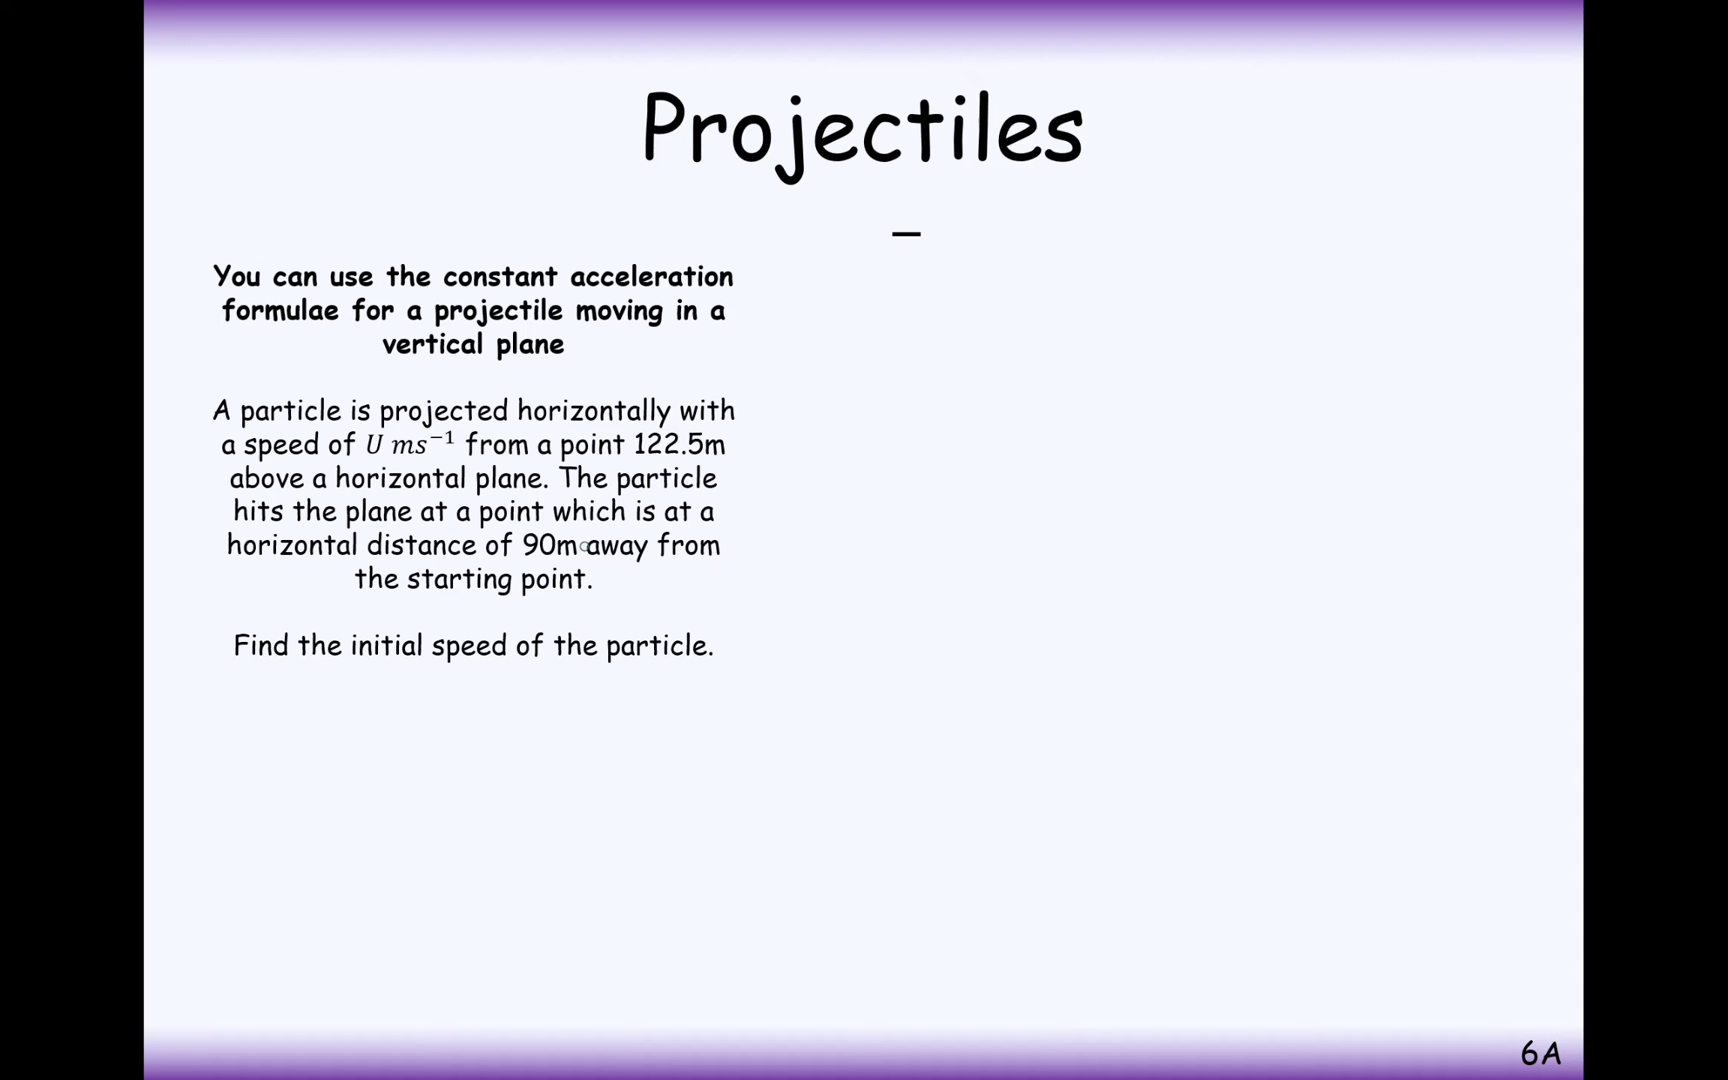 Projectiles
You can use the constant acceleration
formulae for a projectile moving in a
vertical plane
A particle is projected horizontally with
a speed of U ms⁻¹ from a point 122.5m
above a horizontal plane. The particle
hits the plane at a point which is at a
horizontal distance of 90m away from
the starting point.
Find the initial speed of the particle.
6A